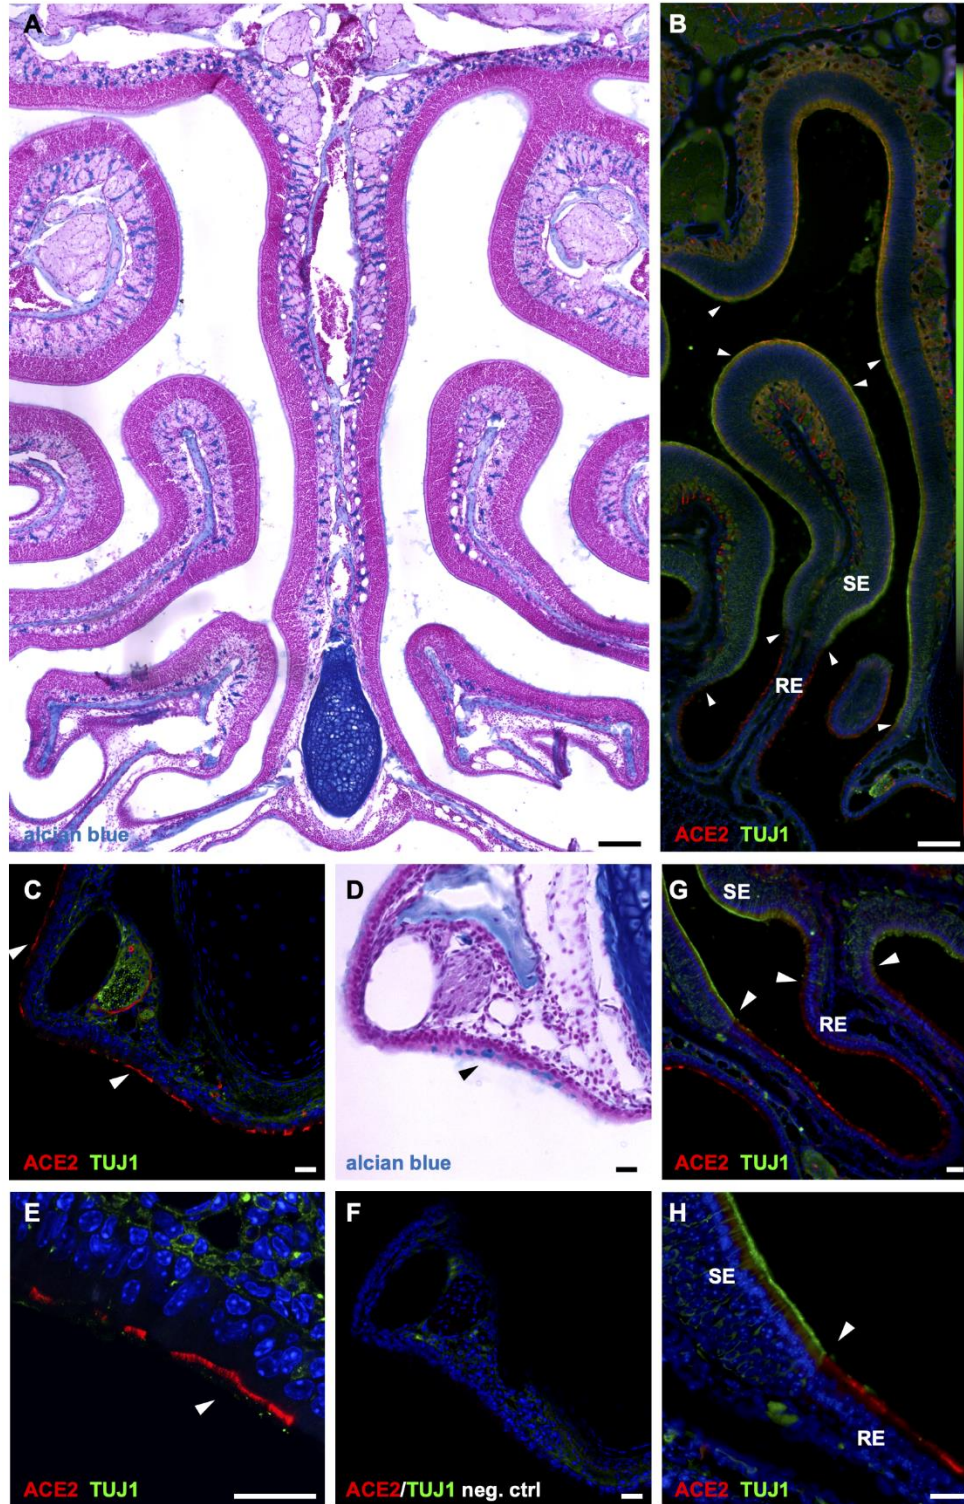 A
alcian blue
B
SE
RE
ACE2 TUJ1
C
ACE2 TUJ1
D
alcian blue
G
SE
RE
ACE2 TUJ1
E
ACE2 TUJ1
F
ACE2/TUJ1 neg. ctrl
H
SE
RE
ACE2 TUJ1